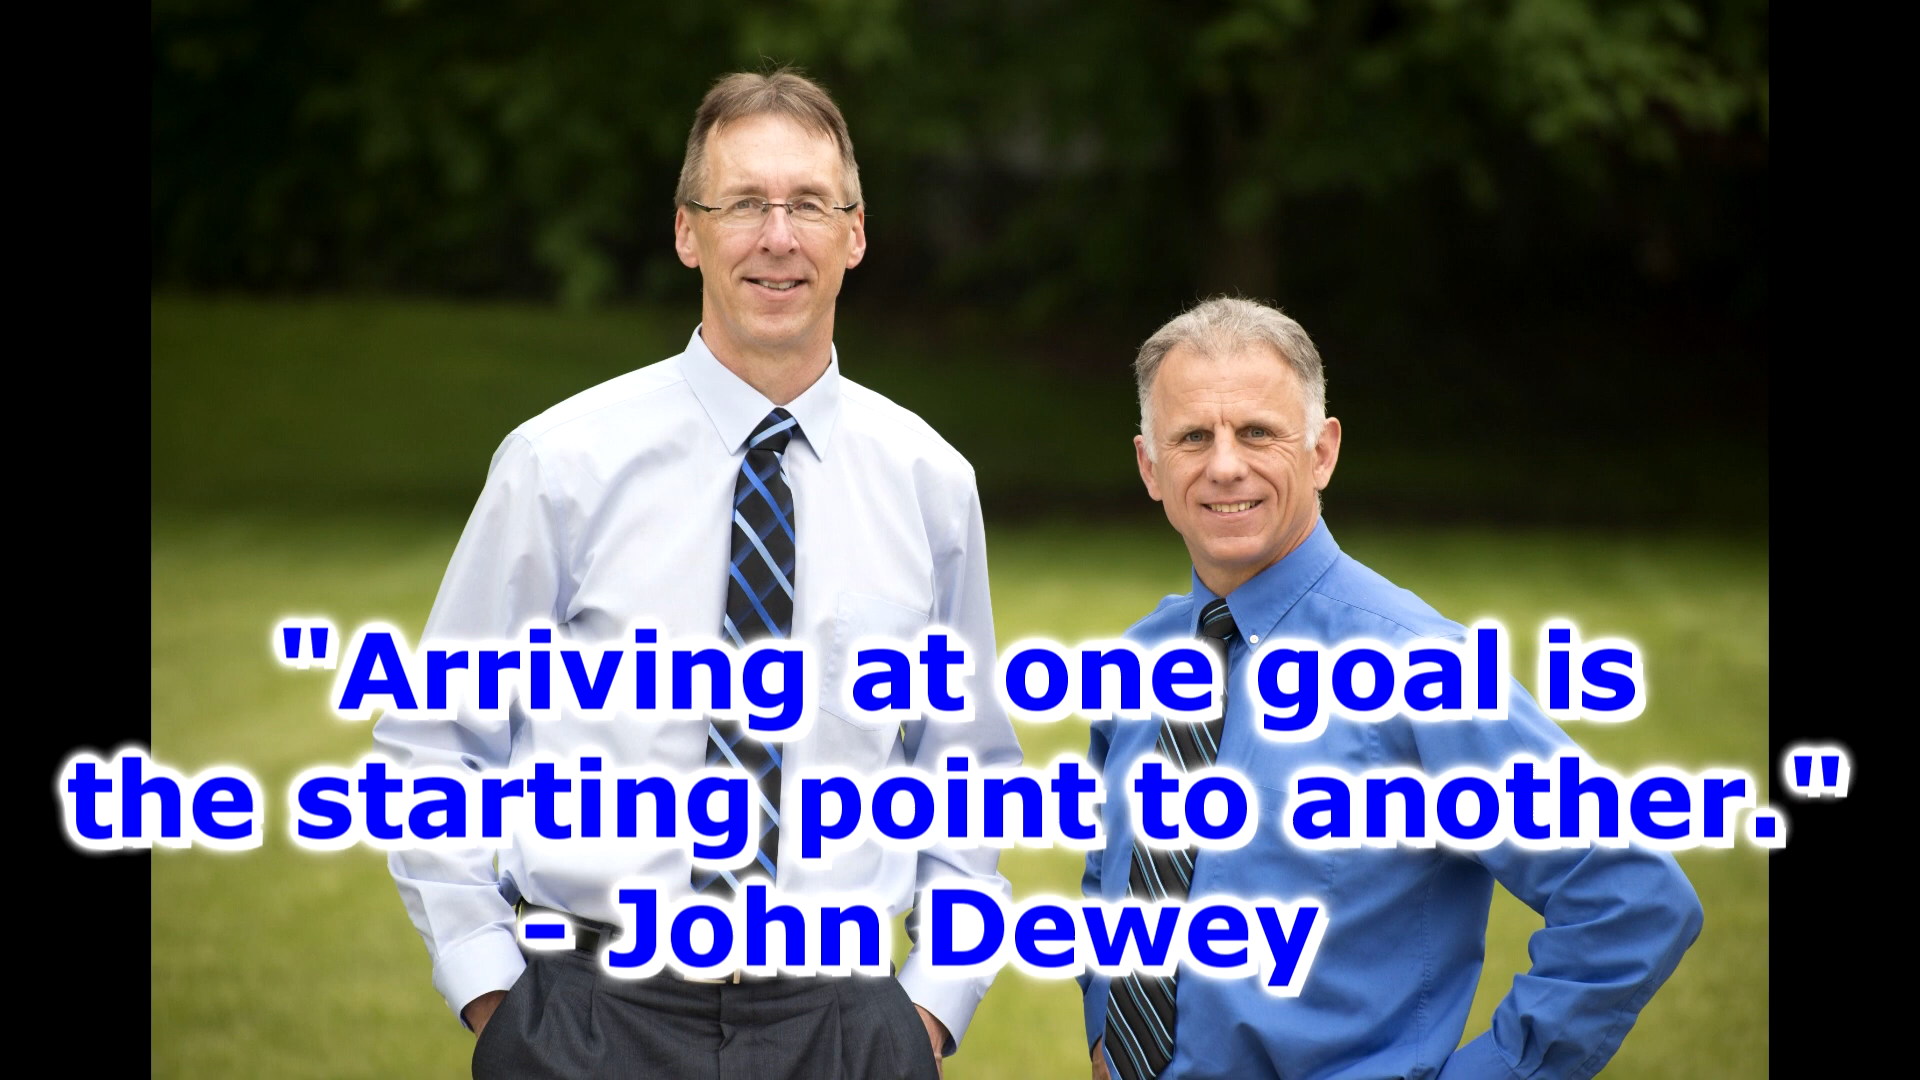 "Arriving at one goal is
the starting point to another."
- John Dewey